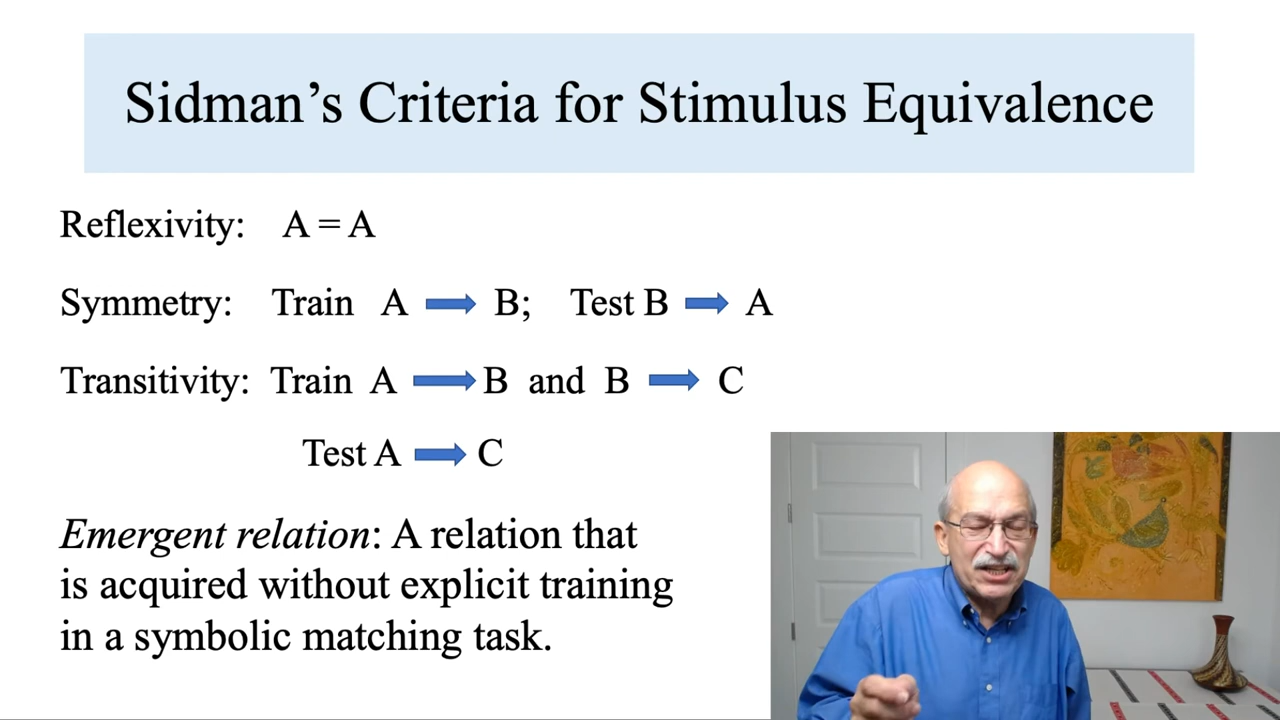 Sidman’s Criteria for Stimulus Equivalence
Reflexivity: A = A
Symmetry: Train A → B; Test B → A
Transitivity: Train A → B and B → C
Test A → C
Emergent relation: A relation that
is acquired without explicit training
in a symbolic matching task.